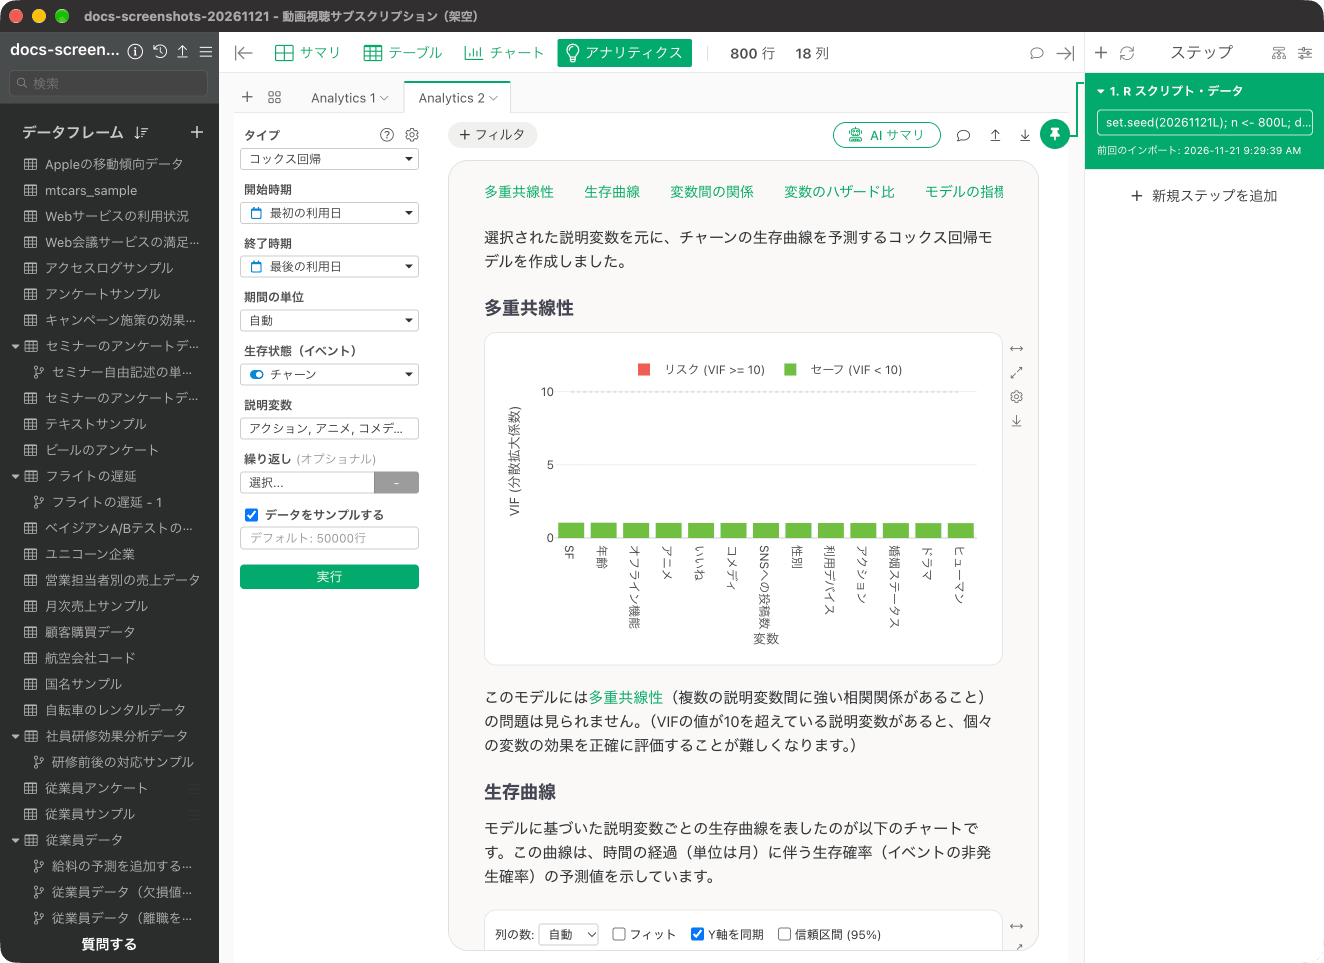 docs-screenshots-20261121 - 動画視聴サブスクリプション（架空）
docs-screen...
検索
データフレーム
Appleの移動傾向データ
mtcars_sample
Webサービスの利用状況
Web会議サービスの満足…
アクセスログサンプル
アンケートサンプル
キャンペーン施策の効果…
セミナーのアンケートデ…
セミナー自由記述の単…
セミナーのアンケートデ…
テキストサンプル
ビールのアンケート
フライトの遅延
フライトの遅延 - 1
ベイジアンA/Bテストの…
ユニコーン企業
営業担当者別の売上データ
月次売上サンプル
顧客購買データ
航空会社コード
国名サンプル
自転車のレンタルデータ
社員研修効果分析データ
研修前後の対応サンプル
従業員アンケート
従業員サンプル
従業員データ
給料の予測を追加する…
従業員データ（欠損値…
従業員データ（離職を…
質問する
サマリ
テーブル
チャート
アナリティクス
800 行
18 列
Analytics 1
Analytics 2
タイプ
コックス回帰
開始時期
最初の利用日
終了時期
最後の利用日
期間の単位
自動
生存状態（イベント）
チャーン
説明変数
アクション, アニメ, コメデ...
繰り返し (オプショナル)
選択...
-
データをサンプルする
デフォルト: 50000行
実行
+ フィルタ
AI サマリ
多重共線性
生存曲線
変数間の関係
変数のハザード比
モデルの指標
選択された説明変数を元に、チャーンの生存曲線を予測するコックス回帰モ
デルを作成しました。
多重共線性
リスク (VIF >= 10)
セーフ (VIF < 10)
VIF (分散拡大係数)
10
5
0
SF
年齢
オフライン機能
アニメ
いいね
コメディ
SNSへの投稿数
性別
利用デバイス
アクション
婚姻ステータス
ドラマ
ヒューマン
変数
このモデルには多重共線性（複数の説明変数間に強い相関関係があること）
の問題は見られません。（VIFの値が10を超えている説明変数があると、個々
の変数の効果を正確に評価することが難しくなります。）
生存曲線
モデルに基づいた説明変数ごとの生存曲線を表したのが以下のチャートで
す。この曲線は、時間の経過（単位は月）に伴う生存確率（イベントの非発
生確率）の予測値を示しています。
列の数:
自動
フィット
Y軸を同期
信頼区間 (95%)
ステップ
1. R スクリプト・データ
set.seed(20261121L); n <- 800L; d...
前回のインポート: 2026-11-21 9:29:39 AM
+ 新規ステップを追加